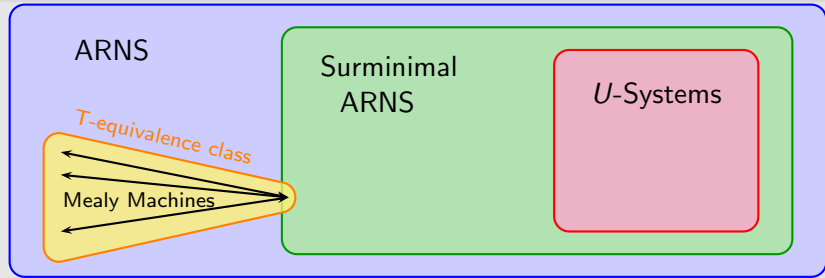 ARNS
Surminimal
ARNS
U-Systems
T-equivalence class
Mealy Machines